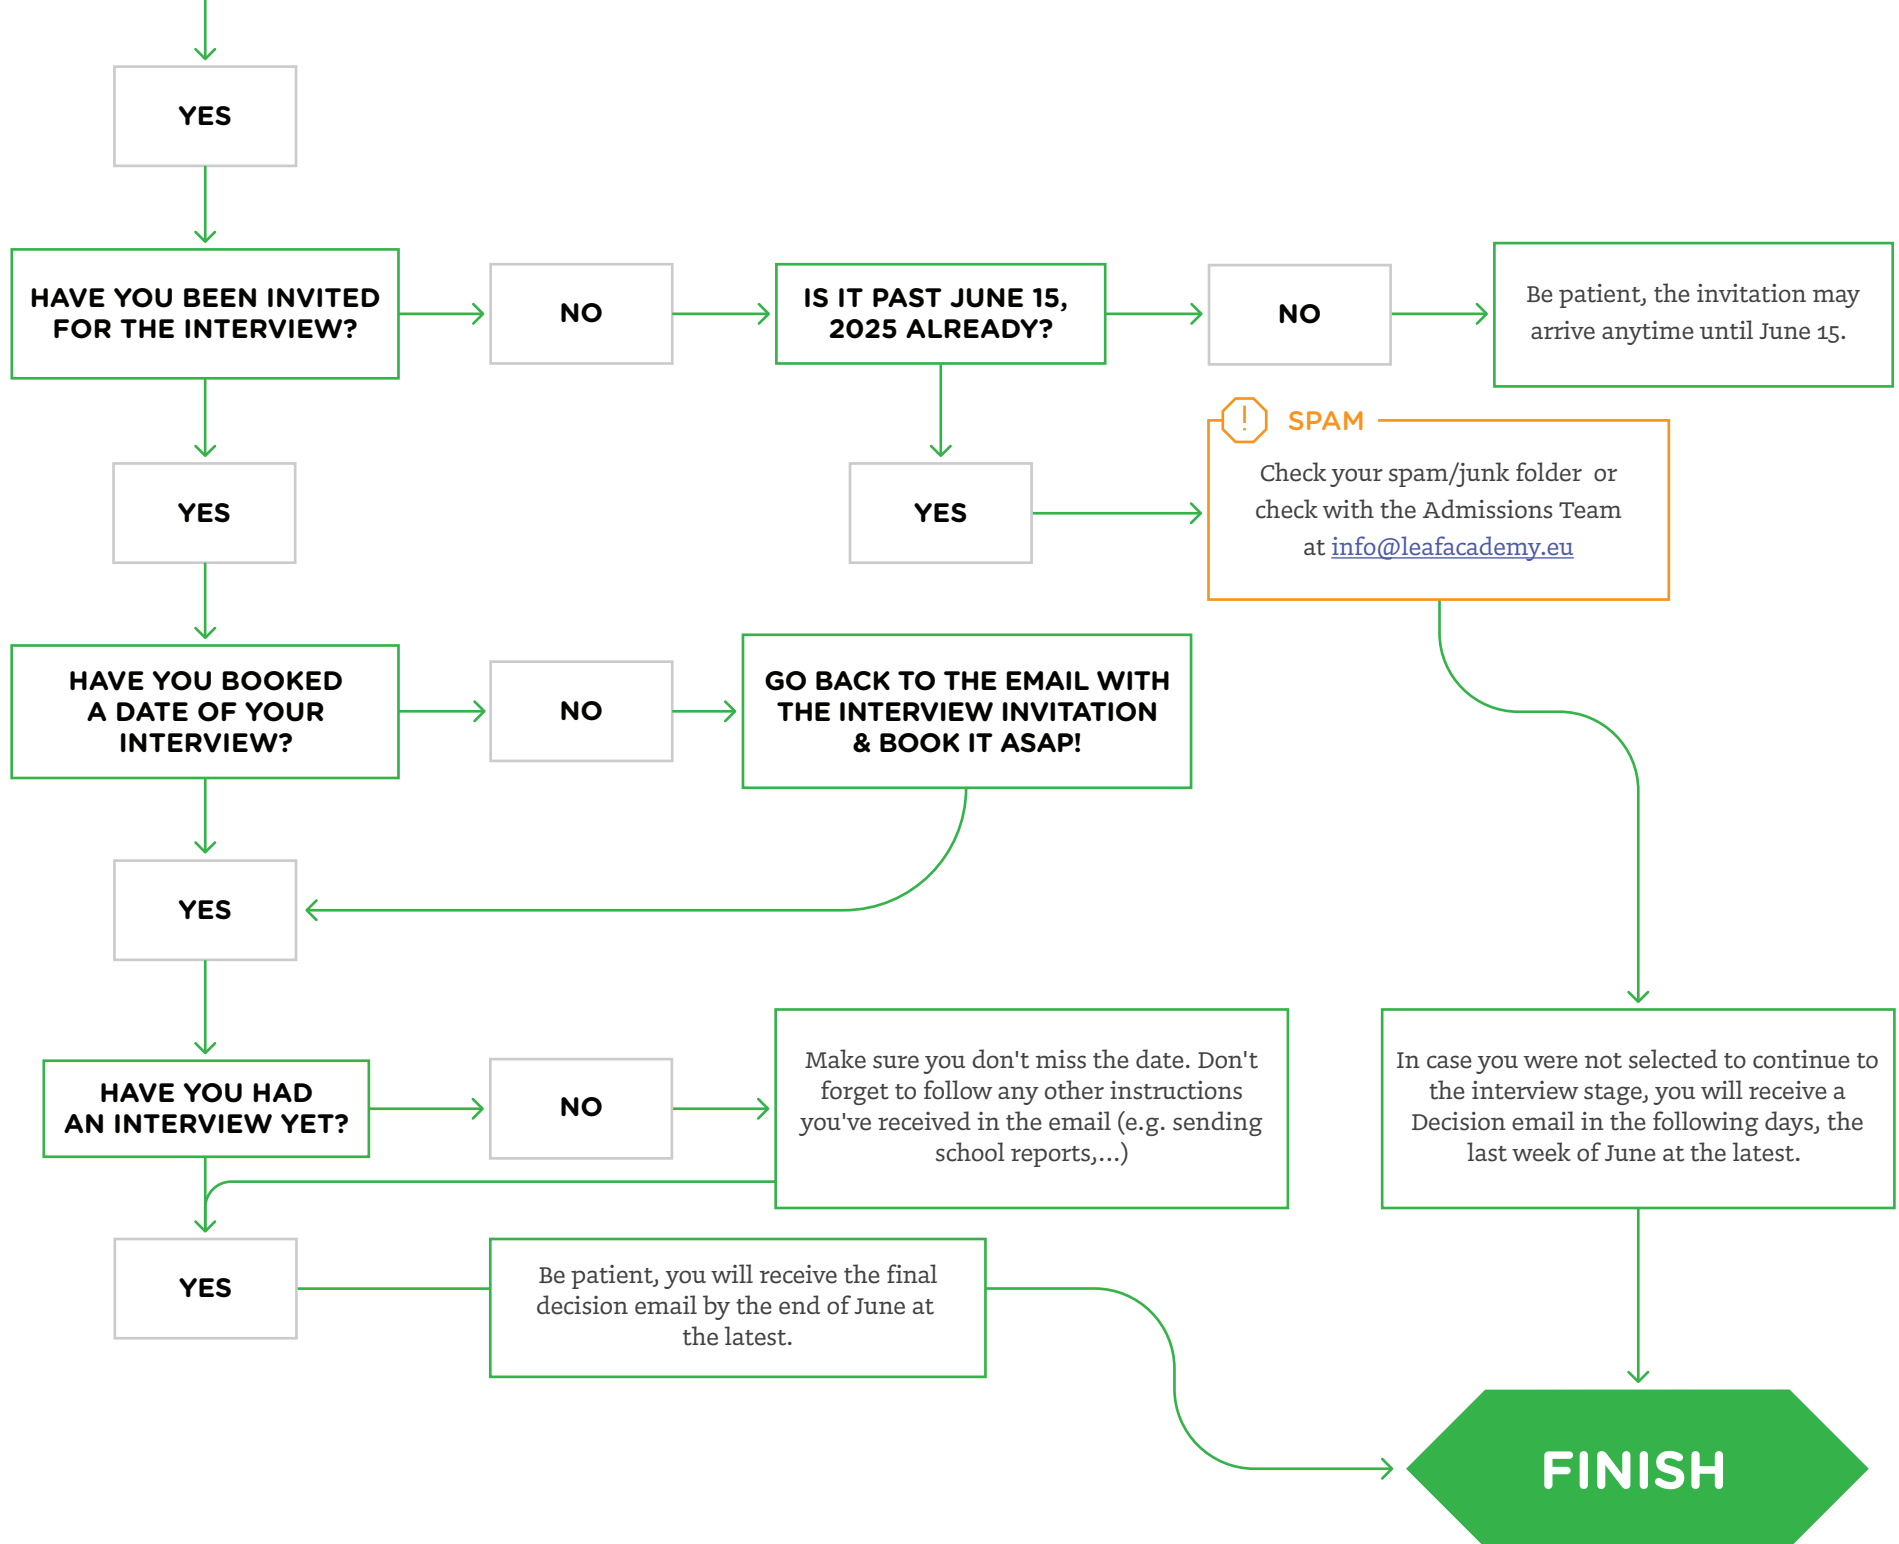 YES
HAVE YOU BEEN INVITED
FOR THE INTERVIEW?
NO
IS IT PAST JUNE 15,
2025 ALREADY?
NO
Be patient, the invitation may
arrive anytime until June 15.
YES
YES
! SPAM
Check your spam/junk folder or
check with the Admissions Team
at info@leafacademy.eu
HAVE YOU BOOKED
A DATE OF YOUR
INTERVIEW?
NO
GO BACK TO THE EMAIL WITH
THE INTERVIEW INVITATION
& BOOK IT ASAP!
YES
HAVE YOU HAD
AN INTERVIEW YET?
NO
Make sure you don't miss the date. Don't
forget to follow any other instructions
you've received in the email (e.g. sending
school reports,...)
In case you were not selected to continue to
the interview stage, you will receive a
Decision email in the following days, the
last week of June at the latest.
YES
Be patient, you will receive the final
decision email by the end of June at
the latest.
FINISH